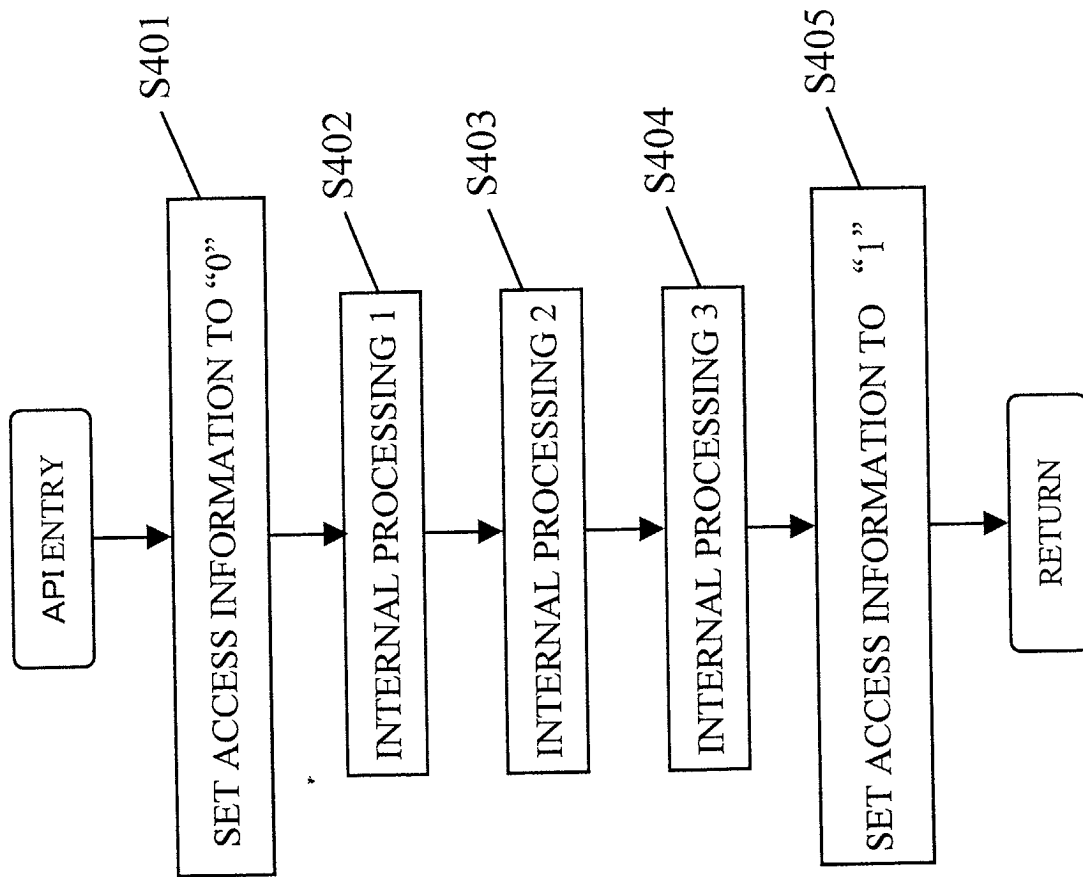 API ENTRY
SET ACCESS INFORMATION TO “0”
S401
INTERNAL PROCESSING 1
S402
INTERNAL PROCESSING 2
S403
INTERNAL PROCESSING 3
S404
SET ACCESS INFORMATION TO “1”
S405
RETURN